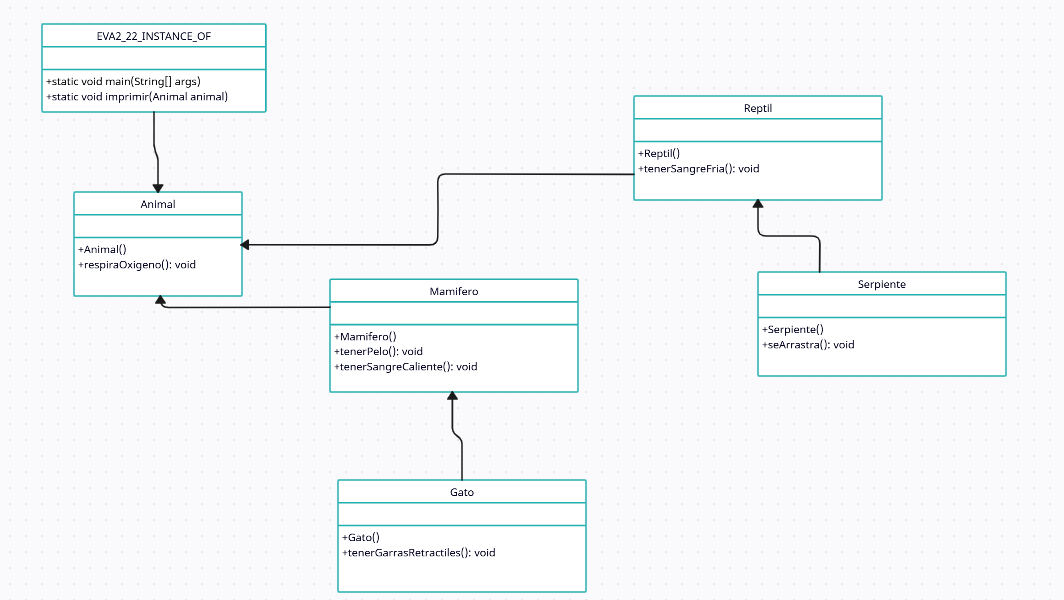 EVA2_22_INSTANCE_OF
+static void main(String[] args)
+static void imprimir(Animal animal)
Reptil
+Reptil()
+tenerSangreFria(): void
Animal
+Animal()
+respiraOxigeno(): void
Mamifero
+Mamifero()
+tenerPelo(): void
+tenerSangreCaliente(): void
Serpiente
+Serpiente()
+seArrastra(): void
Gato
+Gato()
+tenerGarrasRetractiles(): void